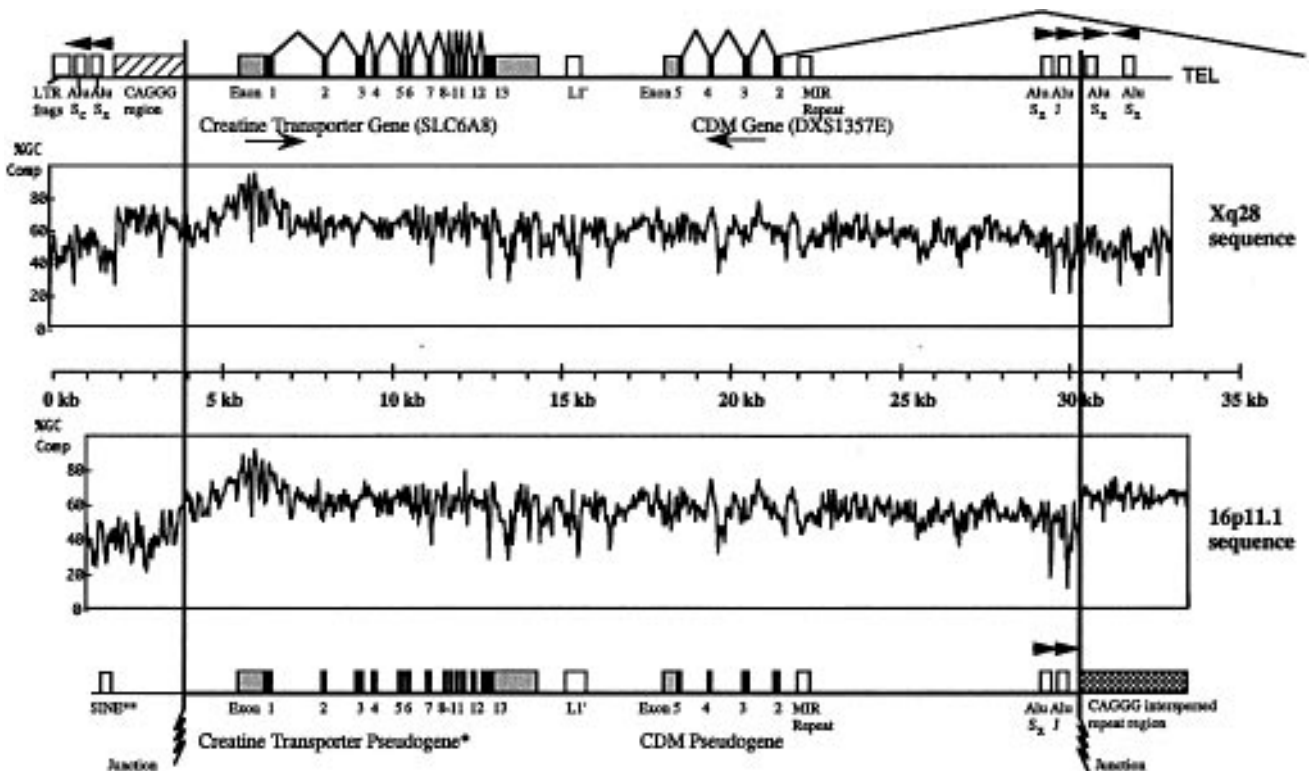 LTR Alu Alu CAGGG Exon 1 2 3 4 5 6 7 8-11 12 13 L1' Exon 5 4 3 2 MIR Alu Alu Alu Alu TEL
Sc Sx region Repeat Sx J Sx Sx
Creatine Transporter Gene (SLC6A8) CDM Gene (DXS1357E)
%GC
Comp
80
60
40
20
0
Xq28
sequence
0 kb 5 kb 10 kb 15 kb 20 kb 25 kb 30 kb 35 kb
%GC
Comp
80
60
40
20
0
16p11.1
sequence
SINE** Exon 1 2 3 4 5 6 7 8-11 12 13 L1' Exon 5 4 3 2 MIR Alu Alu CAGGG interspersed
Repeat Sx J repeat region
Creatine Transporter Pseudogene* CDM Pseudogene
Junction Junction